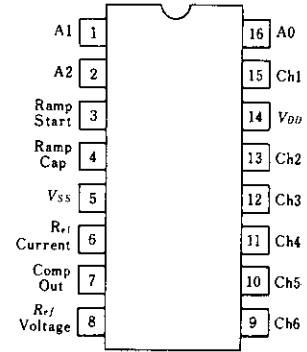 A1 1 16 A0
A2 2 15 Ch1
Ramp
Start 3 14 VDD
Ramp
Cap 4 13 Ch2
VSS 5 12 Ch3
Ref
Current 6 11 Ch4
Comp
Out 7 10 Ch5
Ref
Voltage 8 9 Ch6